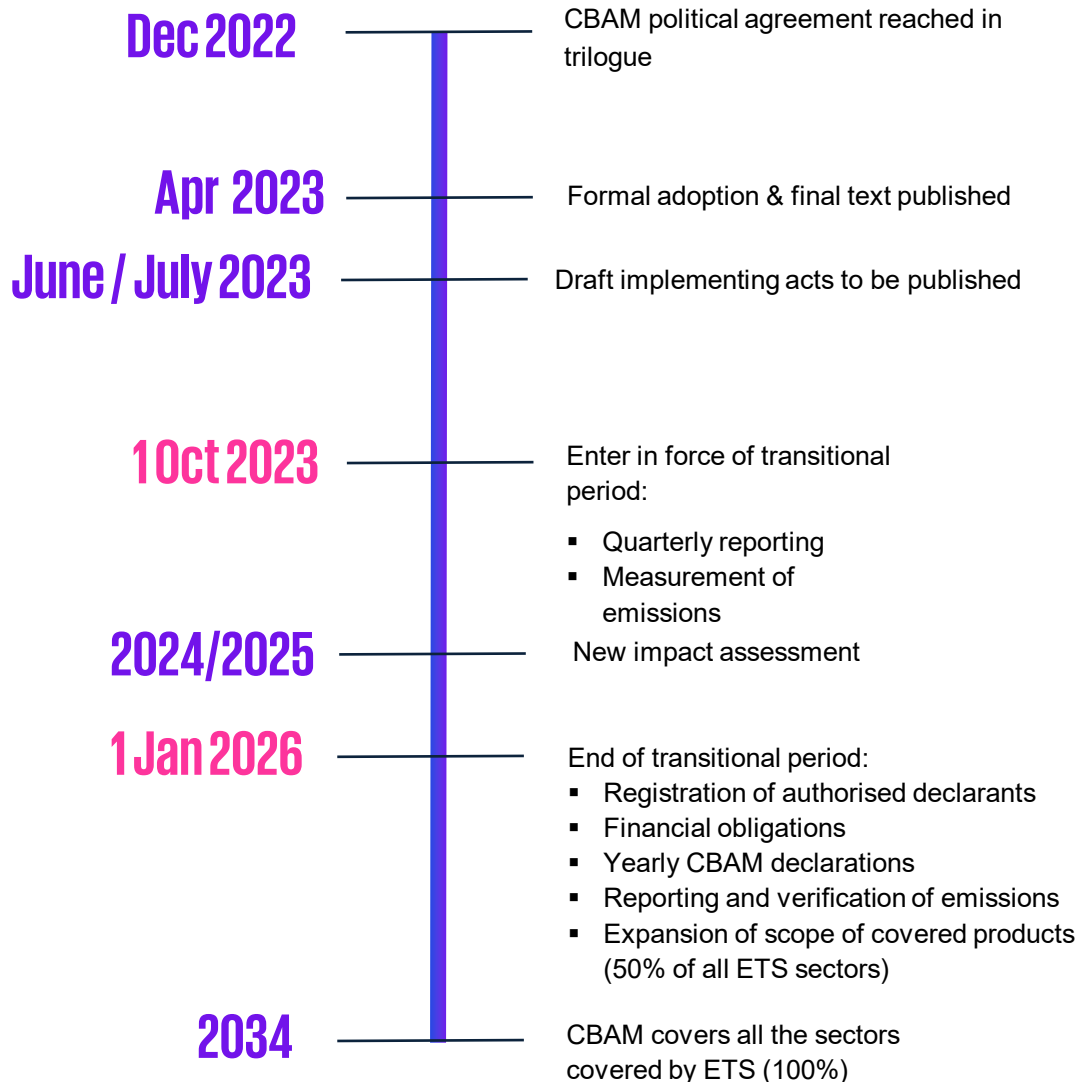 Dec 2022
CBAM political agreement reached in
trilogue
Apr 2023
Formal adoption & final text published
June / July 2023
Draft implementing acts to be published
1 Oct 2023
Enter in force of transitional
period:
▪ Quarterly reporting
▪ Measurement of
emissions
2024/2025
New impact assessment
1 Jan 2026
End of transitional period:
▪ Registration of authorised declarants
▪ Financial obligations
▪ Yearly CBAM declarations
▪ Reporting and verification of emissions
▪ Expansion of scope of covered products
(50% of all ETS sectors)
2034
CBAM covers all the sectors
covered by ETS (100%)